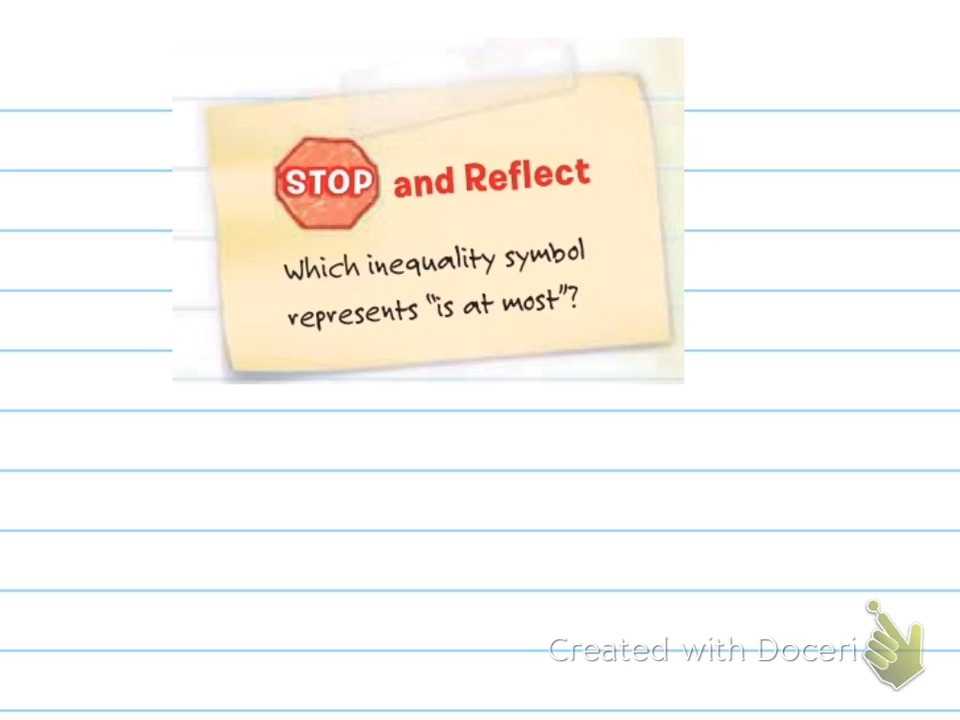 STOP and Reflect
Which inequality symbol
represents "is at most"?
Created with Doceri